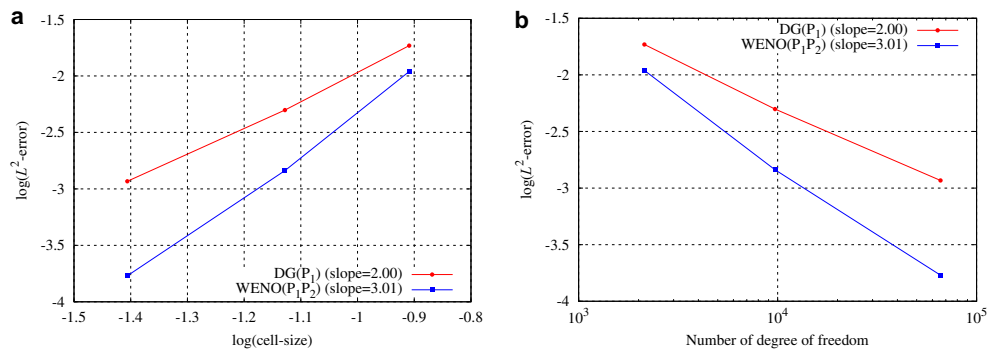 a
-1.5
-2
-2.5
-3
-3.5
-4
log(L²-error)
DG(P₁) (slope=2.00)
WENO(P₁P₂) (slope=3.01)
-1.5 -1.4 -1.3 -1.2 -1.1 -1 -0.9 -0.8
log(cell-size)
b
-1.5
-2
-2.5
-3
-3.5
-4
log(L²-error)
DG(P₁) (slope=2.00)
WENO(P₁P₂) (slope=3.01)
10³ 10⁴ 10⁵
Number of degree of freedom